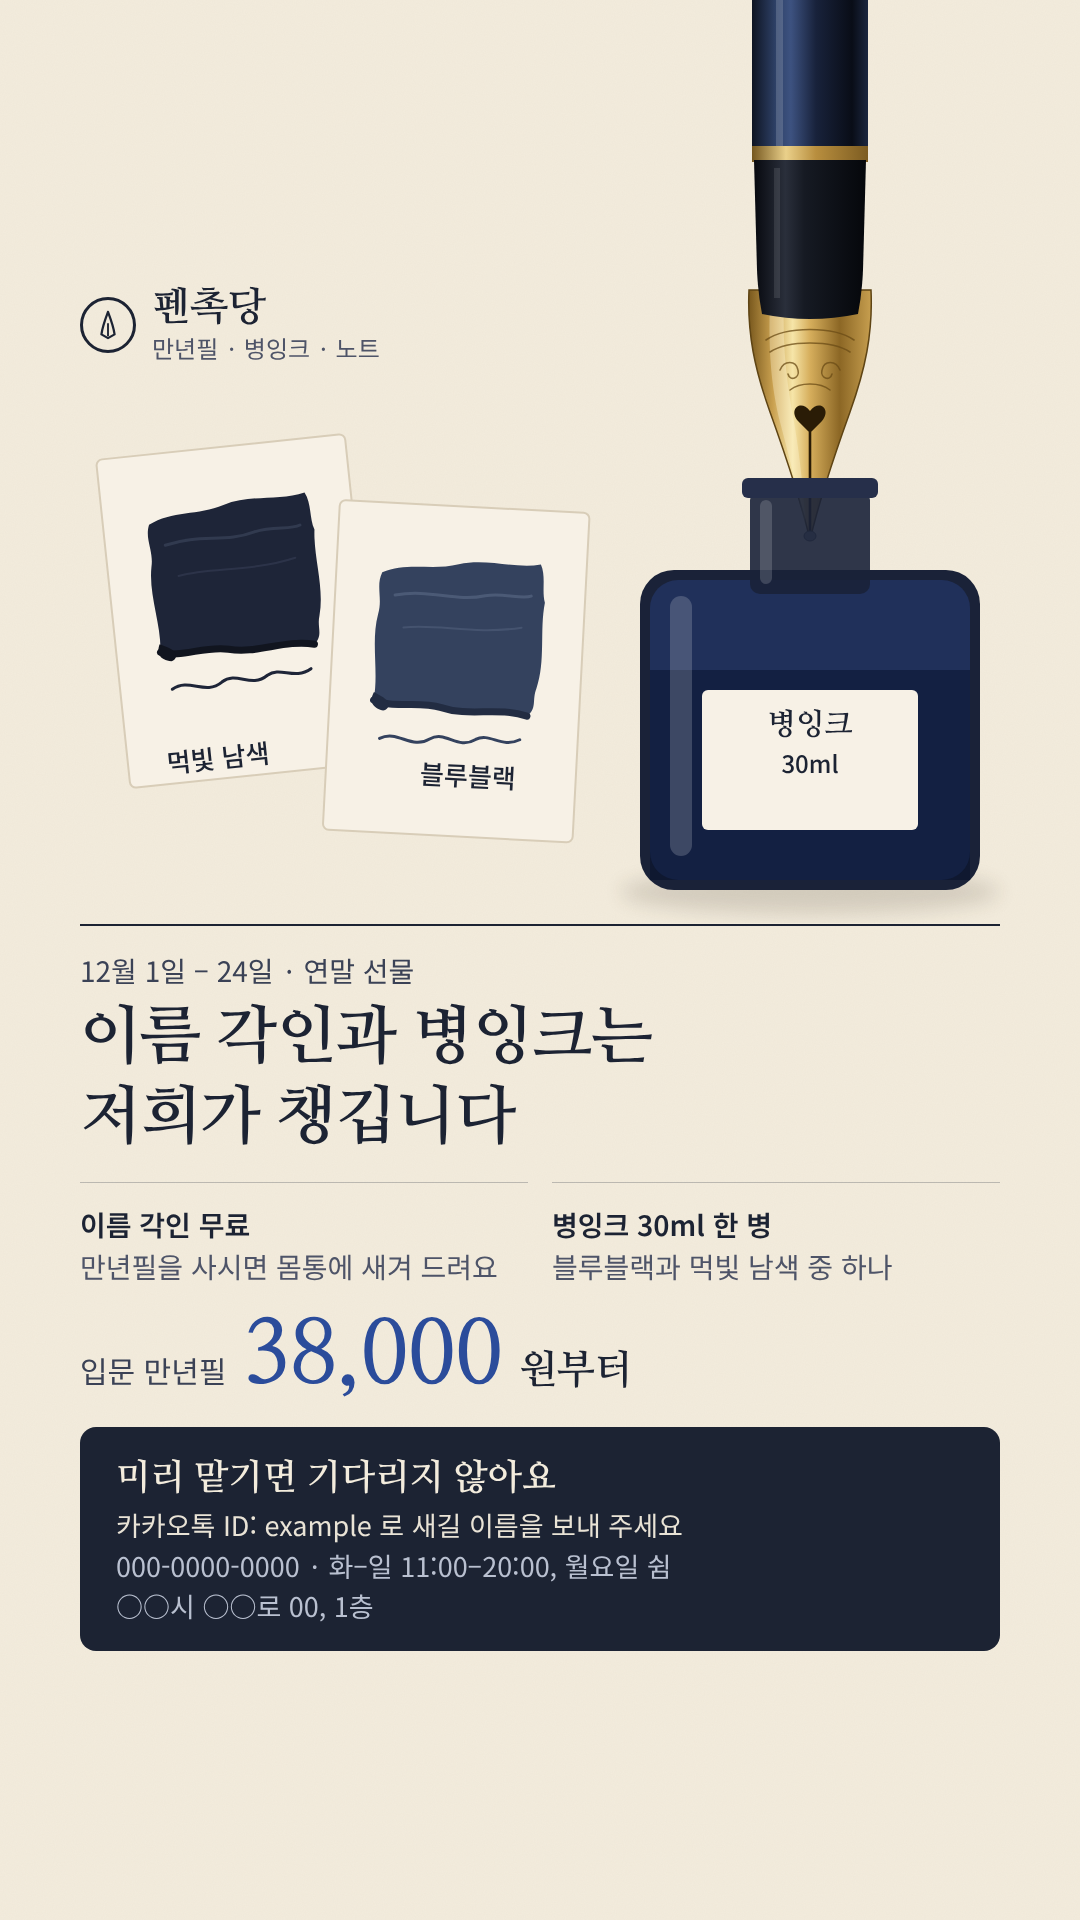 펜촉당
만년필 · 병잉크 · 노트
먹빛 남색
블루블랙
병잉크
30ml
12월 1일 – 24일 · 연말 선물
이름 각인과 병잉크는
저희가 챙깁니다
이름 각인 무료
만년필을 사시면 몸통에 새겨 드려요
병잉크 30ml 한 병
블루블랙과 먹빛 남색 중 하나
입문 만년필 38,000 원부터
미리 맡기면 기다리지 않아요
카카오톡 ID: example 로 새길 이름을 보내 주세요
000-0000-0000 · 화–일 11:00–20:00, 월요일 쉼
○○시 ○○로 00, 1층